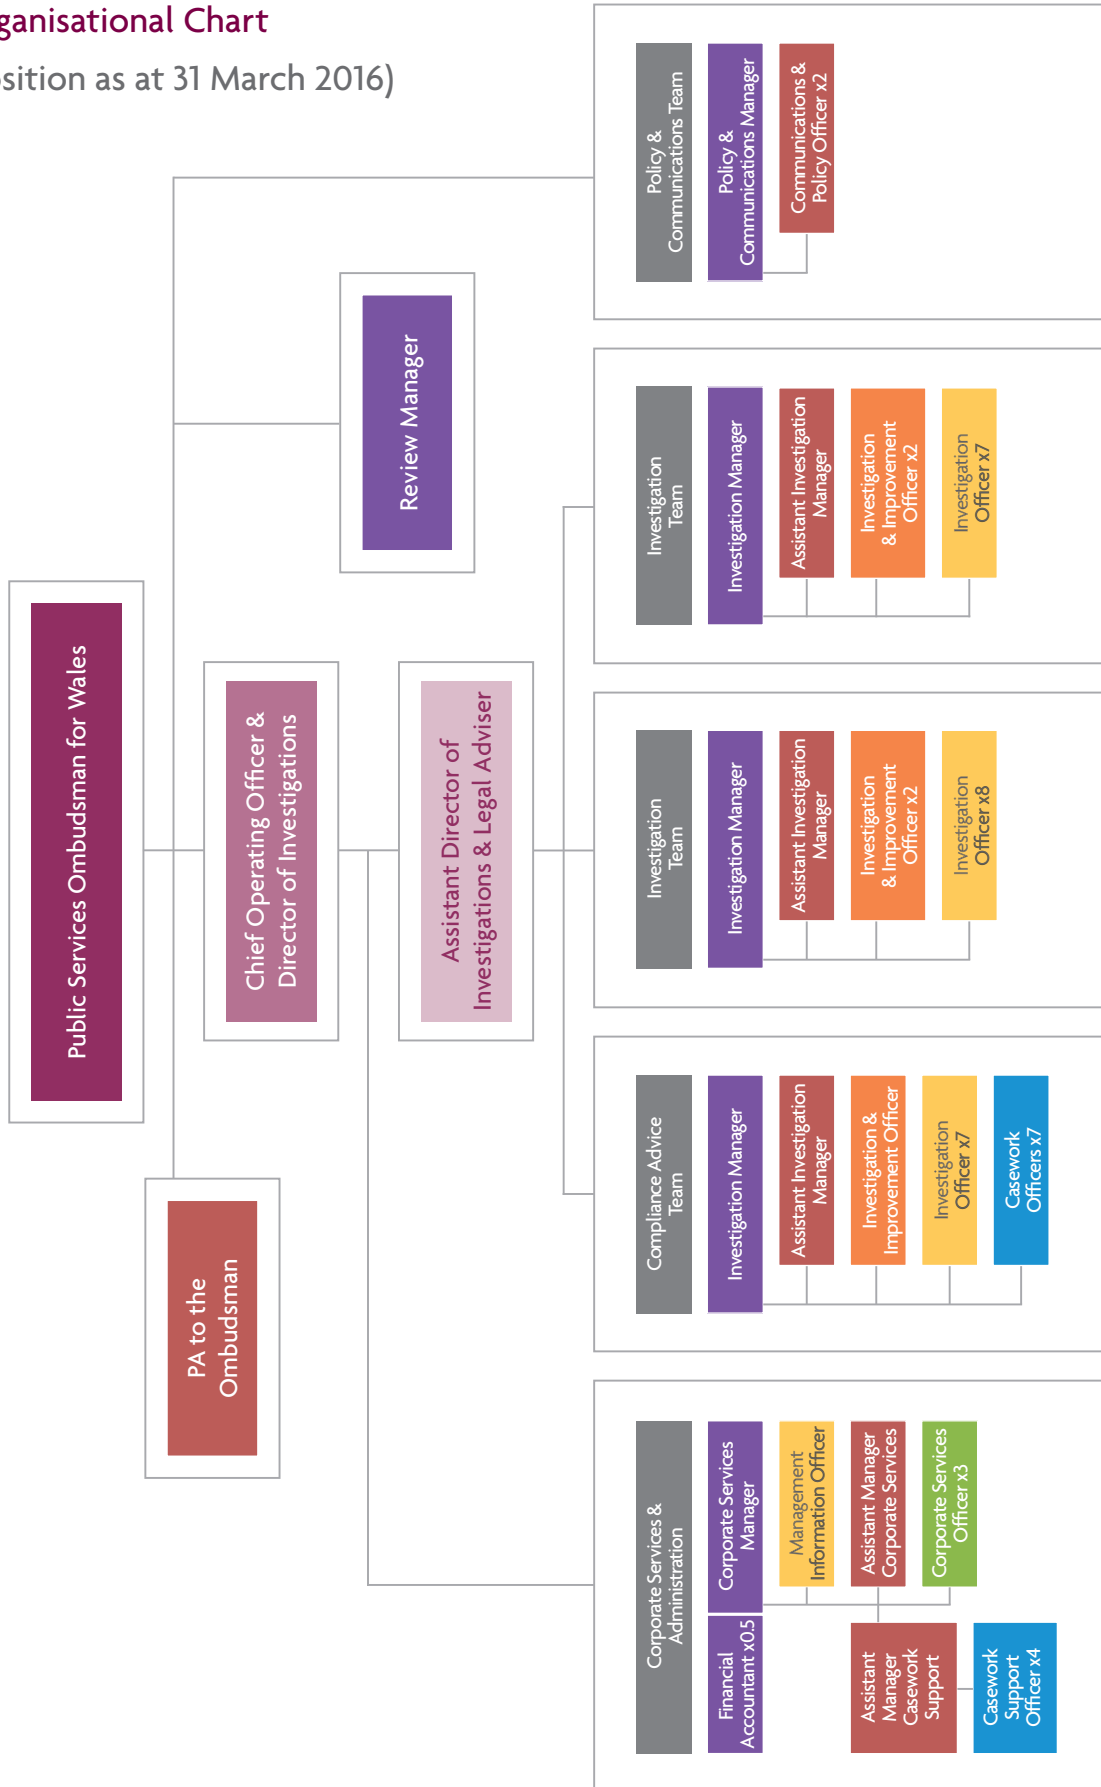 ganisational Chart
sition as at 31 March 2016)
Public Services Ombudsman for Wales
PA to the
Ombudsman
Chief Operating Officer &
Director of Investigations
Review Manager
Assistant Director of
Investigations & Legal Adviser
Corporate Services &
Administration
Financial
Accountant x0.5
Corporate Services
Manager
Management
Information Officer
Assistant Manager
Corporate Services
Corporate Services
Officer x3
Assistant
Manager
Casework
Support
Casework
Support
Officer x4
Compliance Advice
Team
Investigation Manager
Assistant Investigation
Manager
Investigation &
Improvement Officer
Investigation
Officer x7
Casework
Officers x7
Investigation
Team
Investigation Manager
Assistant Investigation
Manager
Investigation
& Improvement
Officer x2
Investigation
Officer x8
Investigation
Team
Investigation Manager
Assistant Investigation
Manager
Investigation
& Improvement
Officer x2
Investigation
Officer x7
Policy &
Communications Team
Policy &
Communications Manager
Communications &
Policy Officer x2